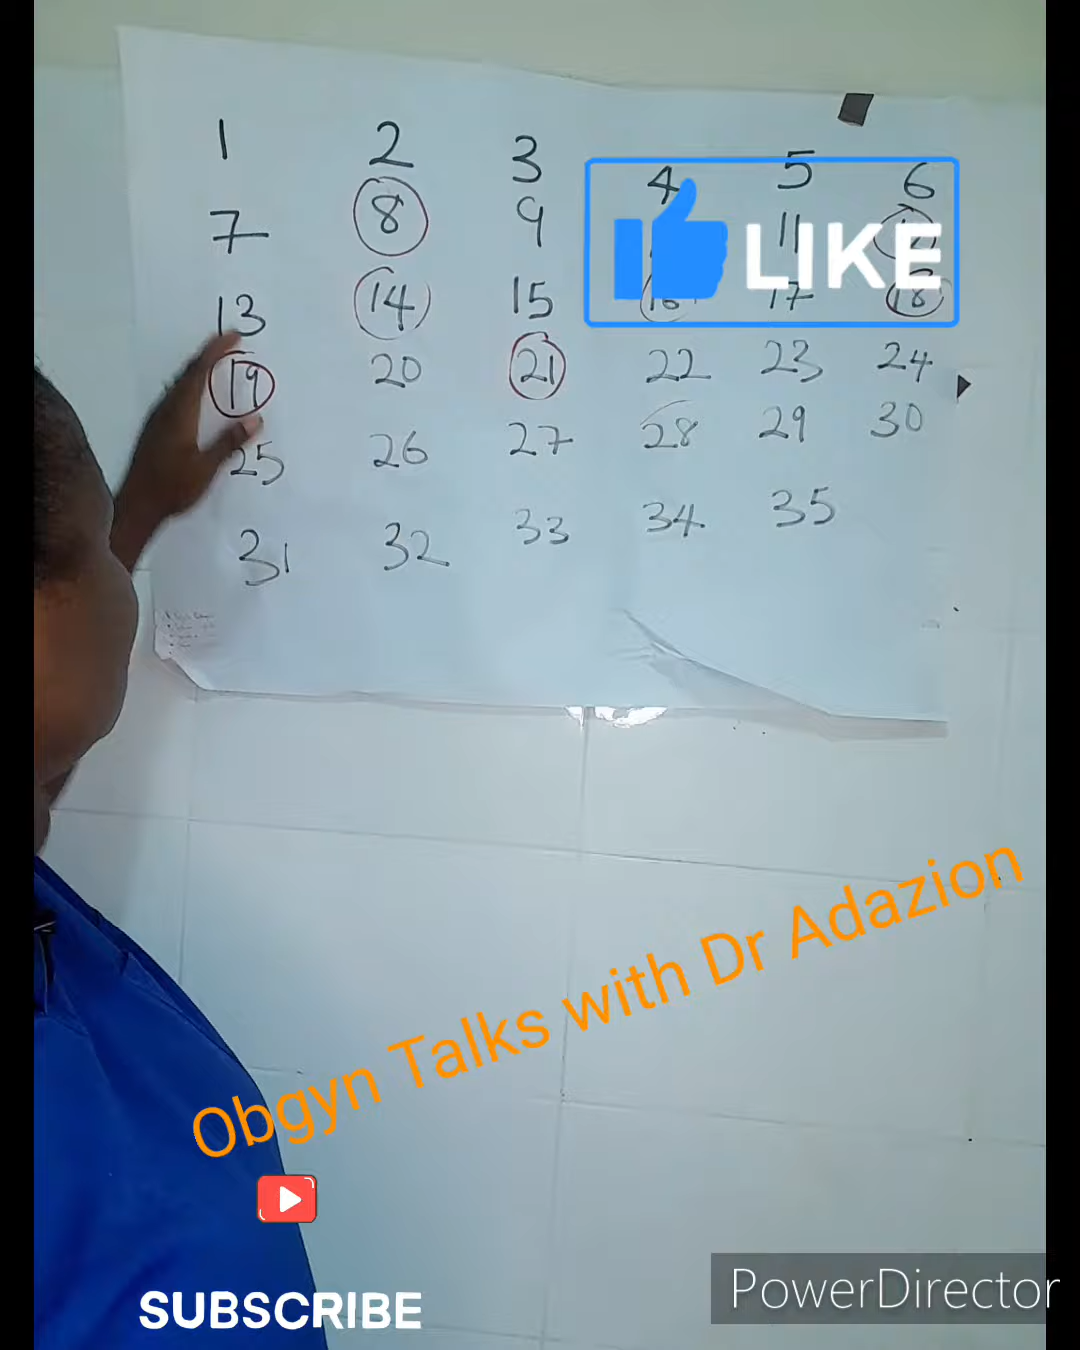 1 2 3 4 5 6
7 8 9 11
13 14 15 16 17 18
19 20 21 22 23 24
25 26 27 28 29 30
31 32 33 34 35
LIKE
Obgyn Talks with Dr Adazion
SUBSCRIBE
PowerDirector